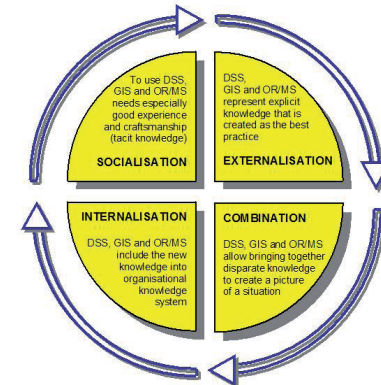 To use DSS,
GIS and OR/MS
needs especially
good experience
and craftsmanship
(tacit knowledge)
SOCIALISATION
DSS,
GIS and OR/MS
represent explicit
knowledge that is
created as the best
practice
EXTERNALISATION
INTERNALISATION
DSS, GIS and OR/MS
include the new
knowledge into
organisational
knowledge
system
COMBINATION
DSS, GIS and OR/MS
allow bringing together
disparate knowledge
to create a picture
of a situation